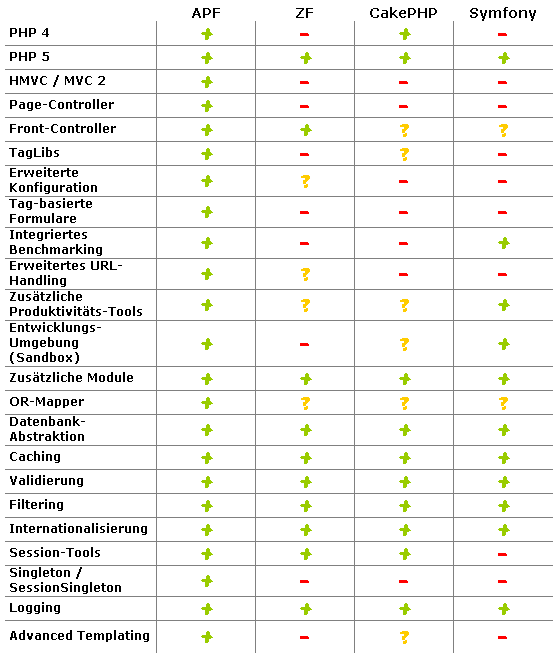 APF ZF CakePHP Symfony
PHP 4 + - + -
PHP 5 + + + +
HMVC / MVC 2 + - - -
Page-Controller + - - -
Front-Controller + + ? ?
TagLibs + - ? -
Erweiterte
Konfiguration + ? - -
Tag-basierte
Formulare + - - -
Integriertes
Benchmarking + - - +
Erweitertes URL-
Handling + ? - -
Zusätzliche
Produktivitäts-Tools + ? ? +
Entwicklungs-
Umgebung
(Sandbox) + - ? +
Zusätzliche Module + + + +
OR-Mapper + ? ? ?
Datenbank-
Abstraktion + + + +
Caching + + + +
Validierung + + + +
Filtering + + + +
Internationalisierung + + + +
Session-Tools + + + -
Singleton /
SessionSingleton + - - -
Logging + + + +
Advanced Templating + - ? -